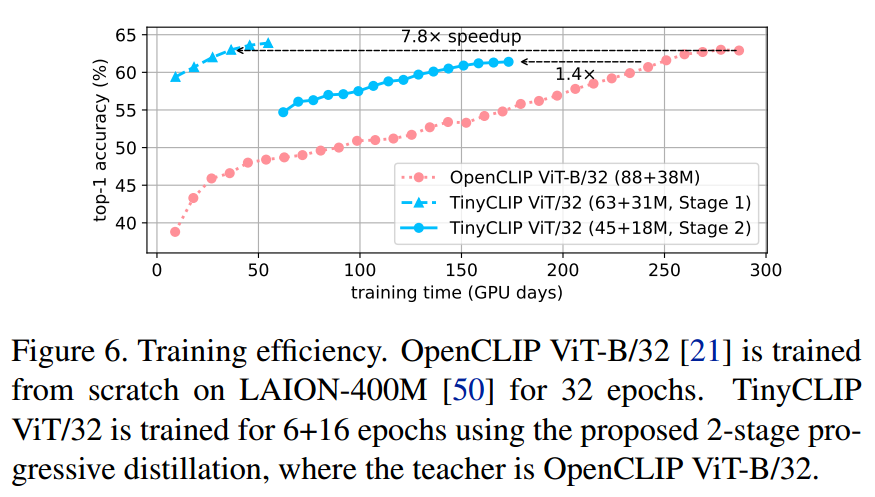 65
60
55
50
45
40
top-1 accuracy (%)
7.8× speedup
1.4×
OpenCLIP ViT-B/32 (88+38M)
TinyCLIP ViT/32 (63+31M, Stage 1)
TinyCLIP ViT/32 (45+18M, Stage 2)
0 50 100 150 200 250 300
training time (GPU days)
Figure 6. Training efficiency. OpenCLIP ViT-B/32 [21] is trained
from scratch on LAION-400M [50] for 32 epochs. TinyCLIP
ViT/32 is trained for 6+16 epochs using the proposed 2-stage pro-
gressive distillation, where the teacher is OpenCLIP ViT-B/32.